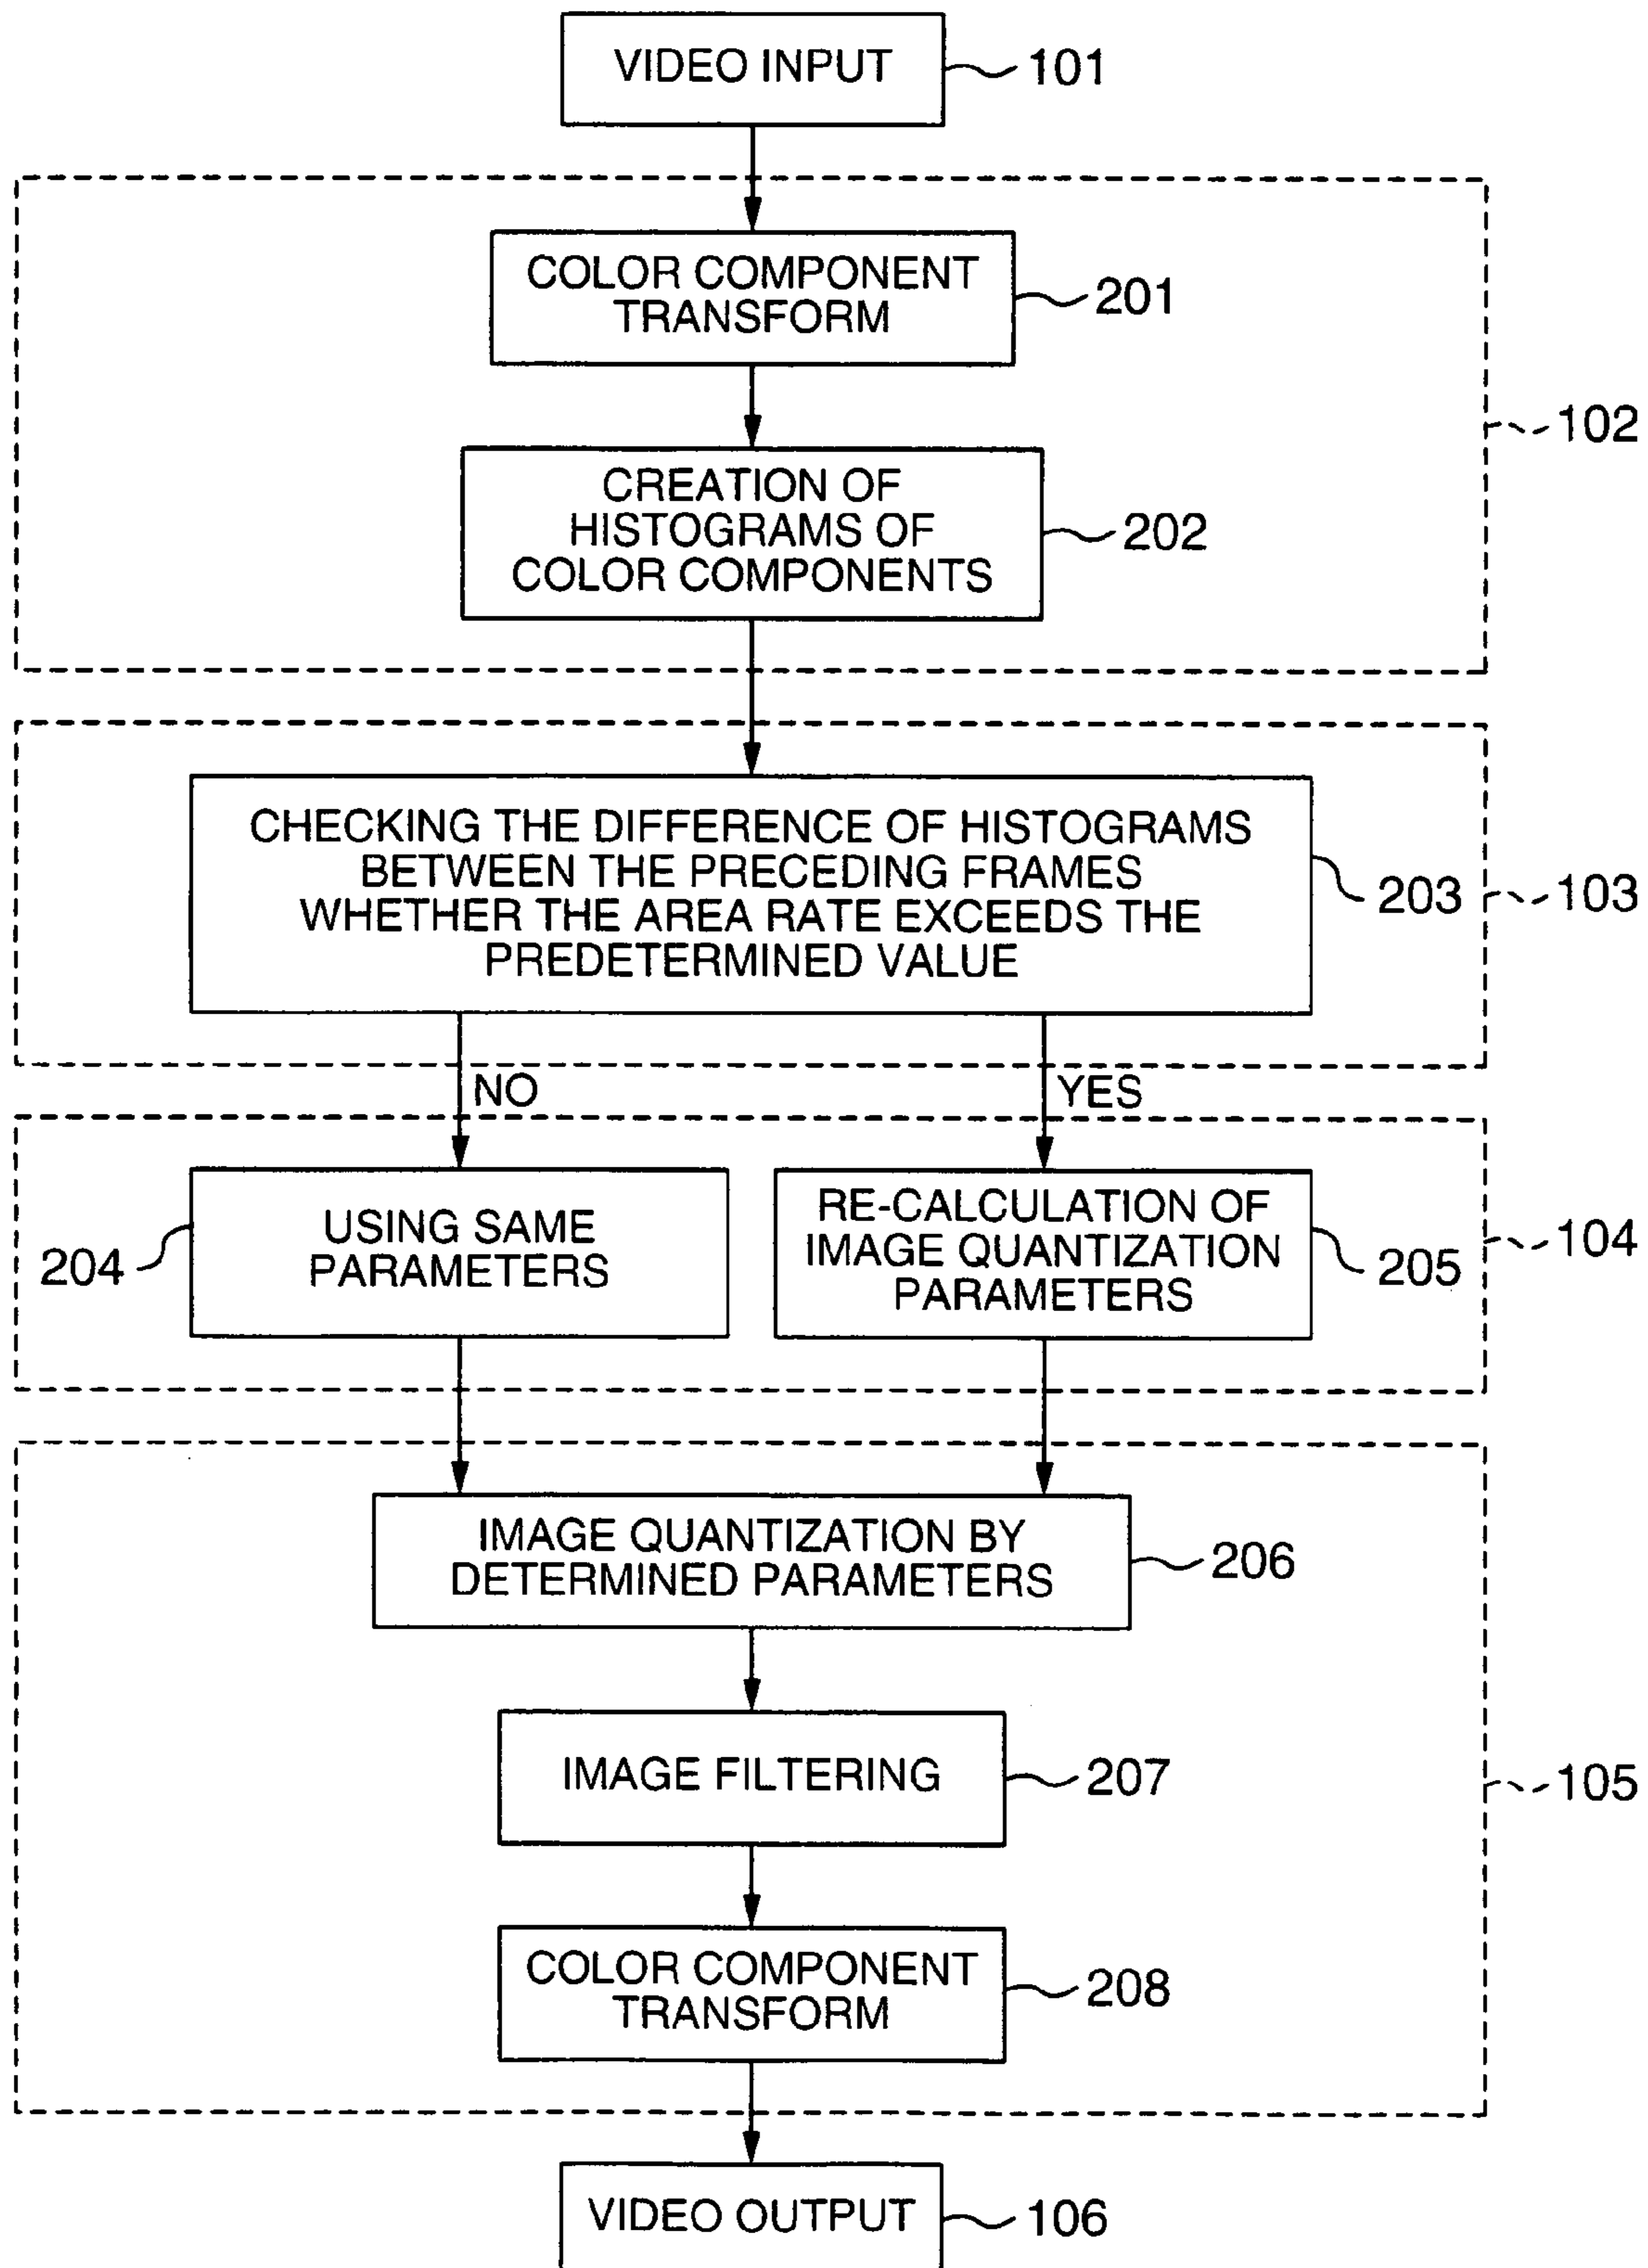 VIDEO INPUT
101
COLOR COMPONENT
TRANSFORM
201
102
CREATION OF
HISTOGRAMS OF
COLOR COMPONENTS
202
CHECKING THE DIFFERENCE OF HISTOGRAMS
BETWEEN THE PRECEDING FRAMES
WHETHER THE AREA RATE EXCEEDS THE
PREDETERMINED VALUE
203
103
NO
YES
204
USING SAME
PARAMETERS
RE-CALCULATION OF
IMAGE QUANTIZATION
PARAMETERS
205
104
IMAGE QUANTIZATION BY
DETERMINED PARAMETERS
206
IMAGE FILTERING
207
105
COLOR COMPONENT
TRANSFORM
208
VIDEO OUTPUT
106